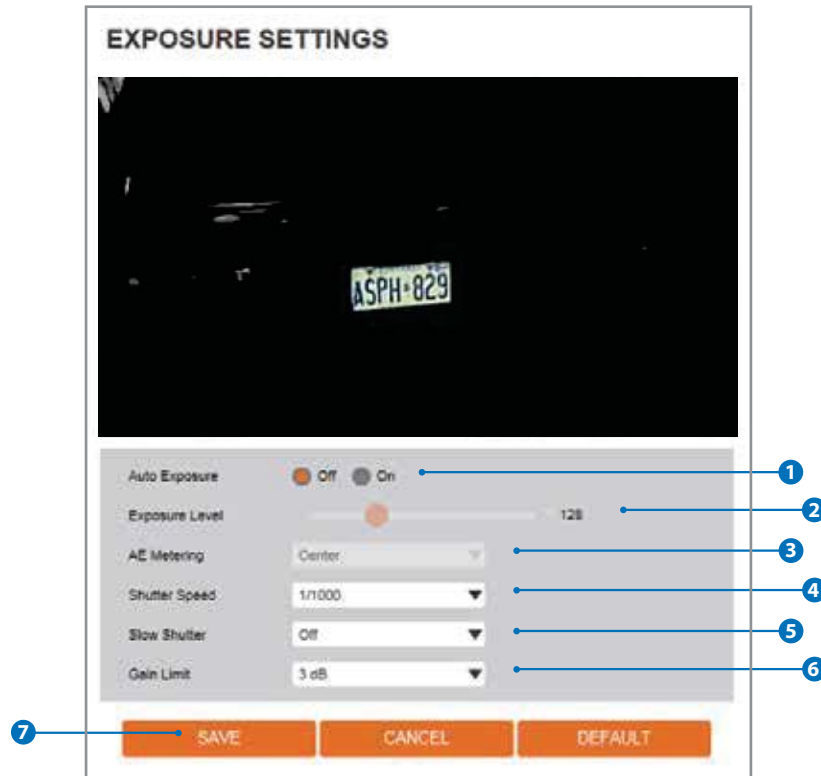 EXPOSURE SETTINGS
ASPH 829
Auto Exposure Off On 1
Exposure Level 128 2
AE Metering Center 3
Shutter Speed 1/1000 4
Slow Shutter Off 5
Gain Limit 3 dB 6
7 SAVE CANCEL DEFAULT